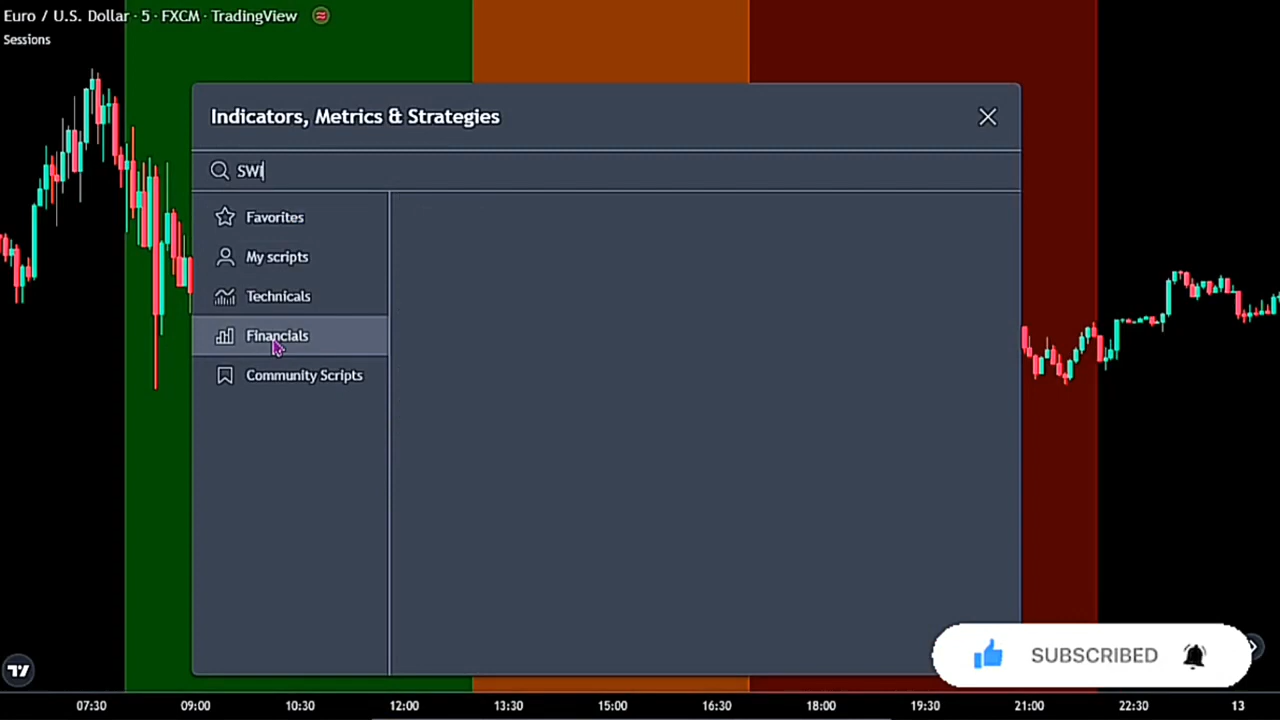 Euro / U.S. Dollar · 5 · FXCM · TradingView
Sessions
Indicators, Metrics & Strategies
SWI
Favorites
My scripts
Technicals
Financials
Community Scripts
SUBSCRIBED
07:30 09:00 10:30 12:00 13:30 15:00 16:30 18:00 19:30 21:00 22:30 13